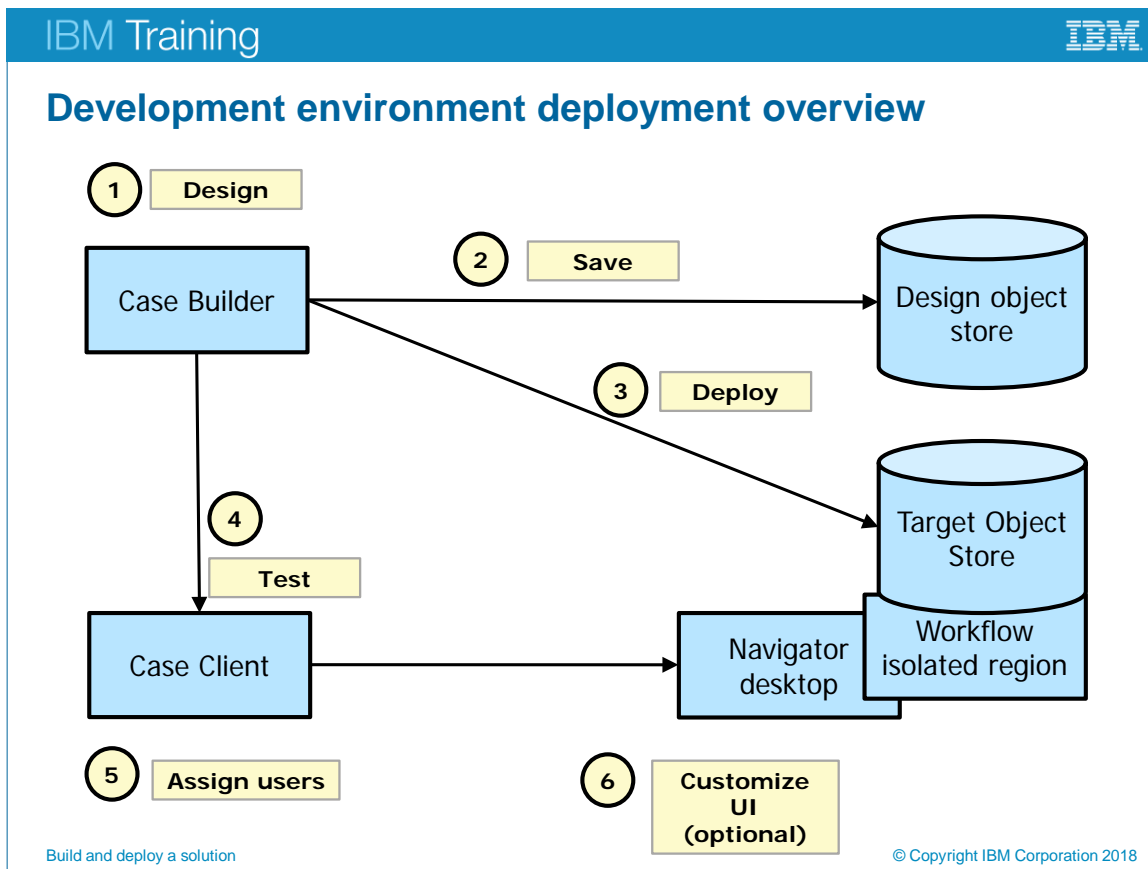 IBM Training
IBM
Development environment deployment overview
1
Design
Case Builder
2
Save
Design object
store
3
Deploy
Target Object
Store
4
Test
Case Client
Navigator
desktop
Workflow
isolated region
5
Assign users
6
Customize
UI
(optional)
Build and deploy a solution
© Copyright IBM Corporation 2018